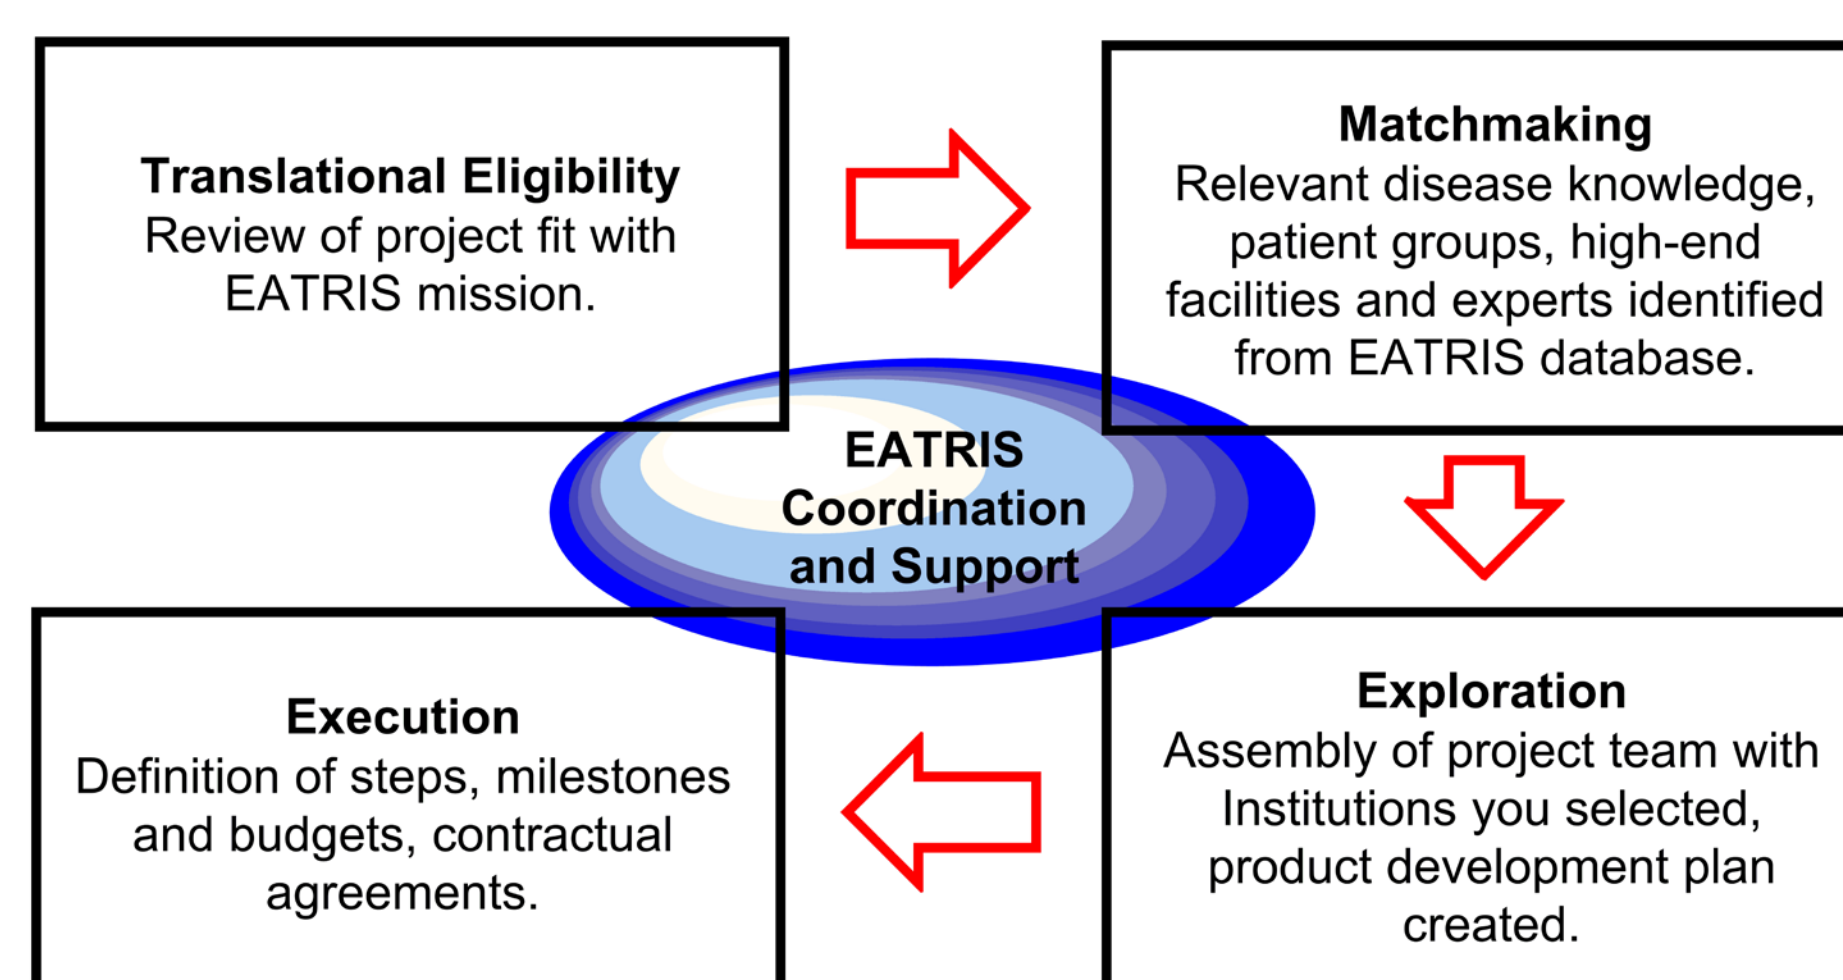 Translational Eligibility
Review of project fit with
EATRIS mission.
Matchmaking
Relevant disease knowledge,
patient groups, high-end
facilities and experts identified
from EATRIS database.
EATRIS
Coordination
and Support
Execution
Definition of steps, milestones
and budgets, contractual
agreements.
Exploration
Assembly of project team with
Institutions you selected,
product development plan
created.